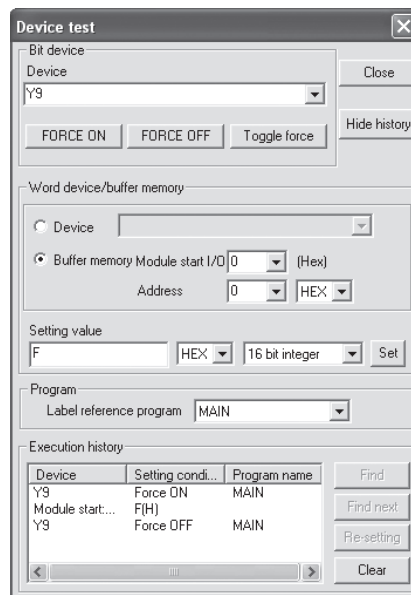 Device test
Bit device
Device
Y9
Close
FORCE ON FORCE OFF Toggle force
Hide history
Word device/buffer memory
Device
Buffer memory Module start I/O 0 (Hex)
Address 0 HEX
Setting value
F HEX 16 bit integer Set
Program
Label reference program MAIN
Execution history
Device Setting condi... Program name
Y9 Force ON MAIN
Module start:... F(H)
Y9 Force OFF MAIN
Find
Find next
Re-setting
Clear